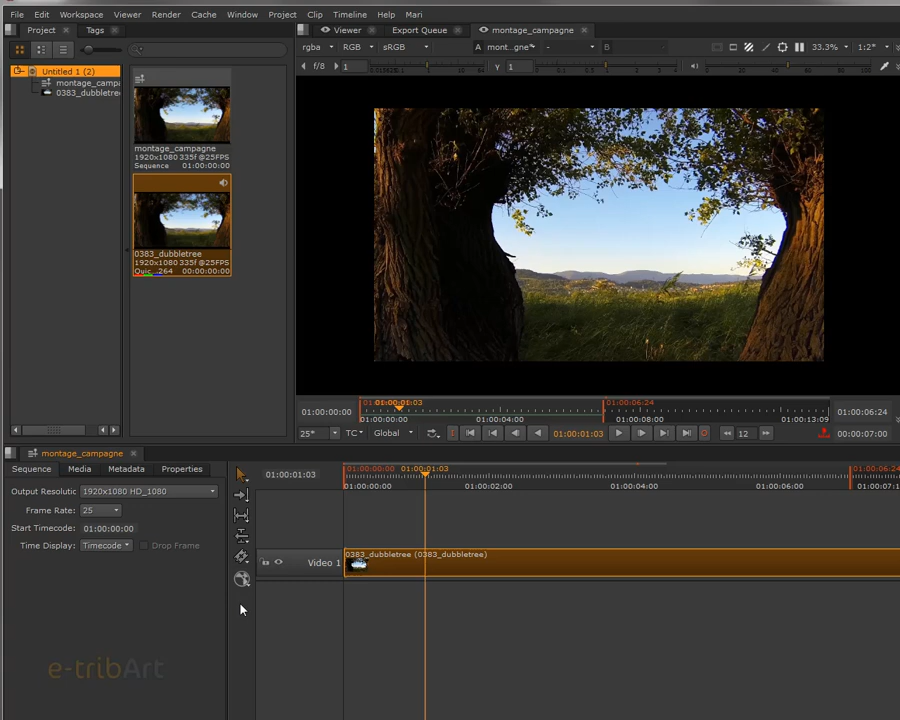 File Edit Workspace Viewer Render Cache Window Project Clip Timeline Help Mari
Project Tags
Viewer Export Queue montage_campagne
rgba RGB sRGB A mont...gne* - B 33.3% 1:2*
f/8 1 γ 1
Untitled 1 (2)
montage_campa
0383_dubbletree
montage_campagne
1920x1080 335f @25FPS
Sequence 01:00:00:00
0383_dubbletree
1920x1080 335f @25FPS
Quic...264 00:00:00:00
01:00:01:03 01:00:06:24
01:00:00:00 01:00:00:00 01:00:04:00 01:00:08:00 01:00:13:09 01:00:06:24
25* TC Global 01:00:01:03 12 00:00:07:00
montage_campagne
Sequence Media Metadata Properties
Output Resolutic 1920x1080 HD_1080
Frame Rate: 25
Start Timecode: 01:00:00:00
Time Display: Timecode Drop Frame
01:00:01:03 01:00:00:00 01:00:01:03 01:00:06:24
01:00:00:00 01:00:02:00 01:00:04:00 01:00:06:00 01:00:07:1
Video 1 0383_dubbletree (0383_dubbletree)
e-tribArt